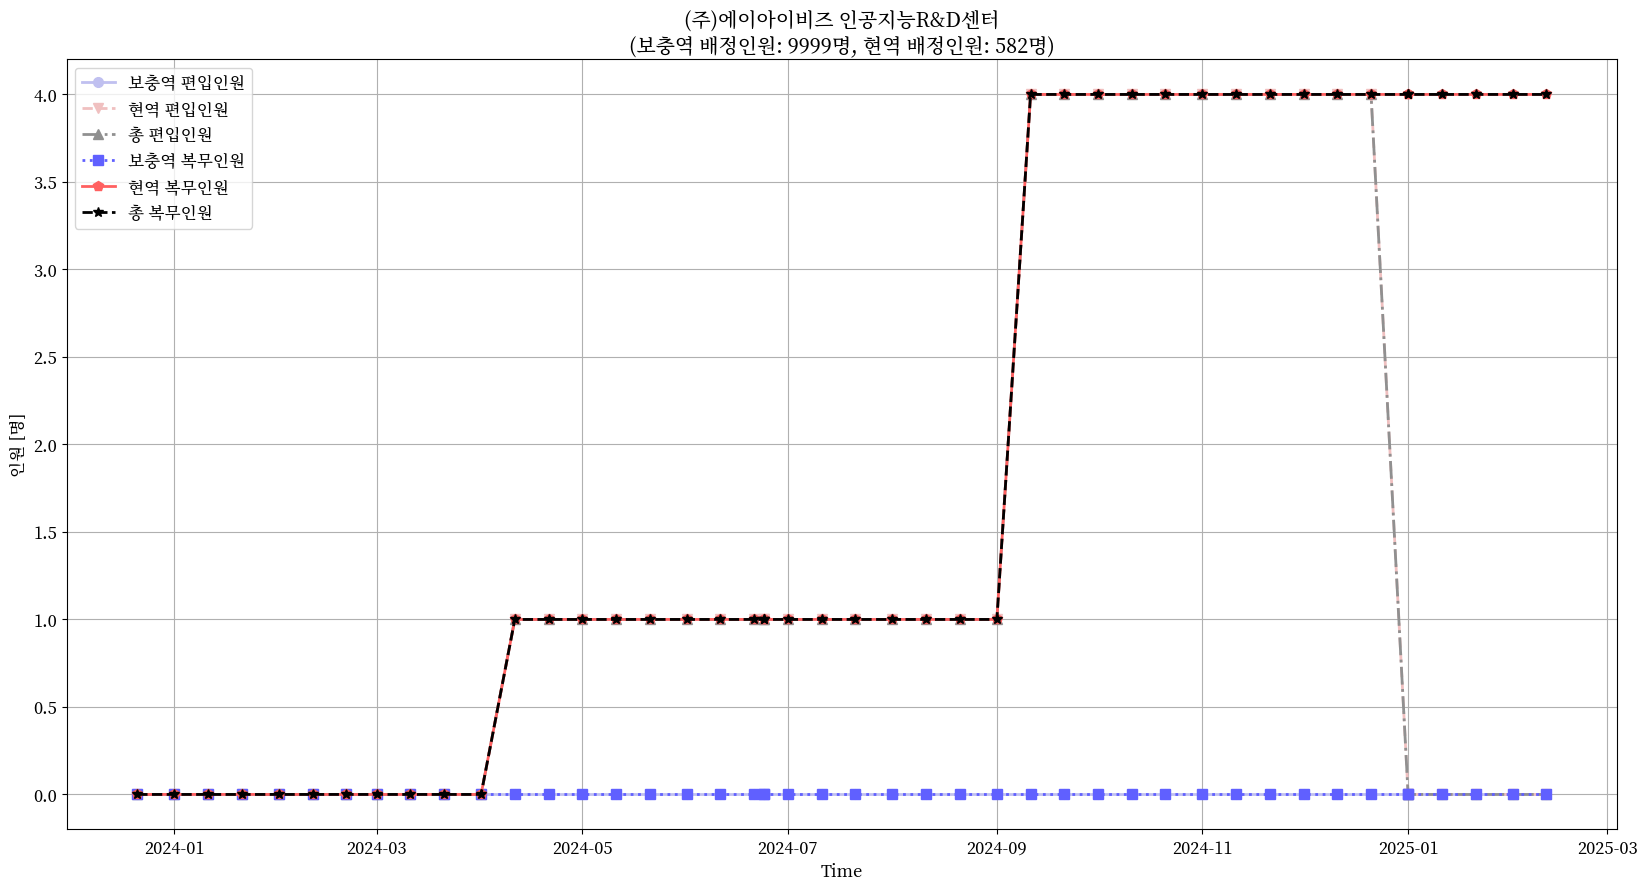 (주)에이아이비즈 인공지능R&D센터
(보충역 배정인원: 9999명, 현역 배정인원: 582명)
보충역 편입인원
현역 편입인원
총 편입인원
보충역 복무인원
현역 복무인원
총 복무인원
4.0
3.5
3.0
2.5
2.0
1.5
1.0
0.5
0.0
인원 [명]
2024-01
2024-03
2024-05
2024-07
2024-09
2024-11
2025-01
2025-03
Time